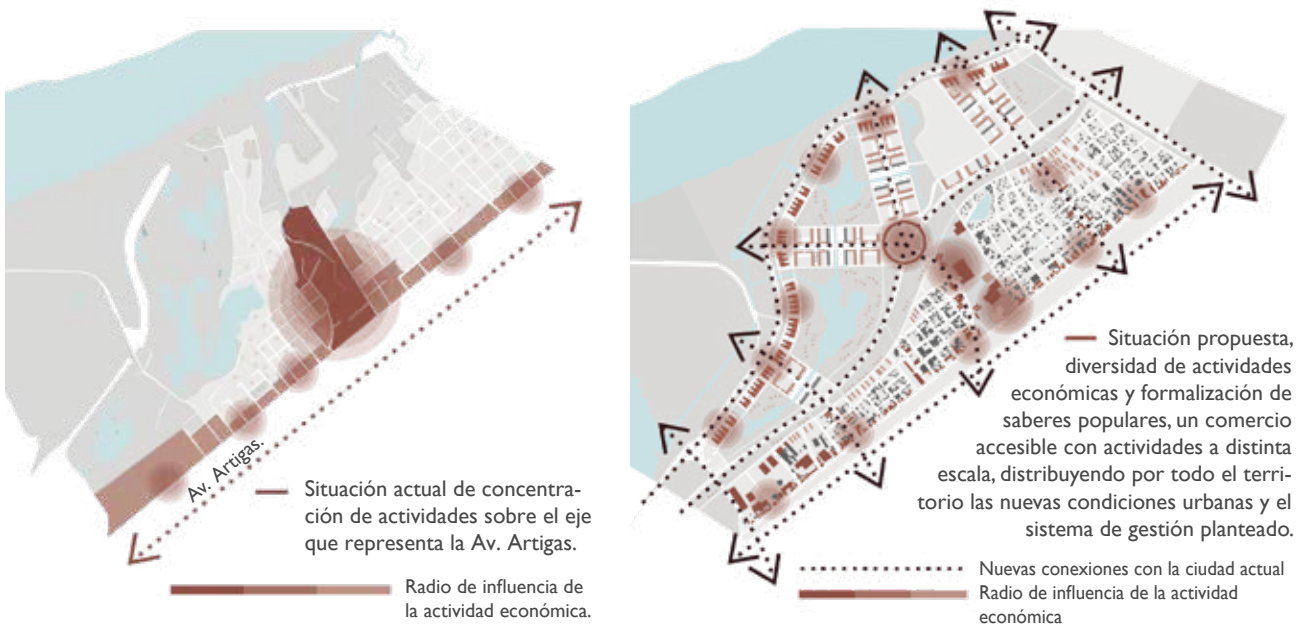 Av. Artigas.
Situación actual de concentra-
ción de actividades sobre el eje
que representa la Av. Artigas.
Radio de influencia de
la actividad económica.
Situación propuesta,
diversidad de actividades
económicas y formalización de
saberes populares, un comercio
accesible con actividades a distinta
escala, distribuyendo por todo el terri-
torio las nuevas condiciones urbanas y el
sistema de gestión planteado.
Nuevas conexiones con la ciudad actual
Radio de influencia de la actividad
económica